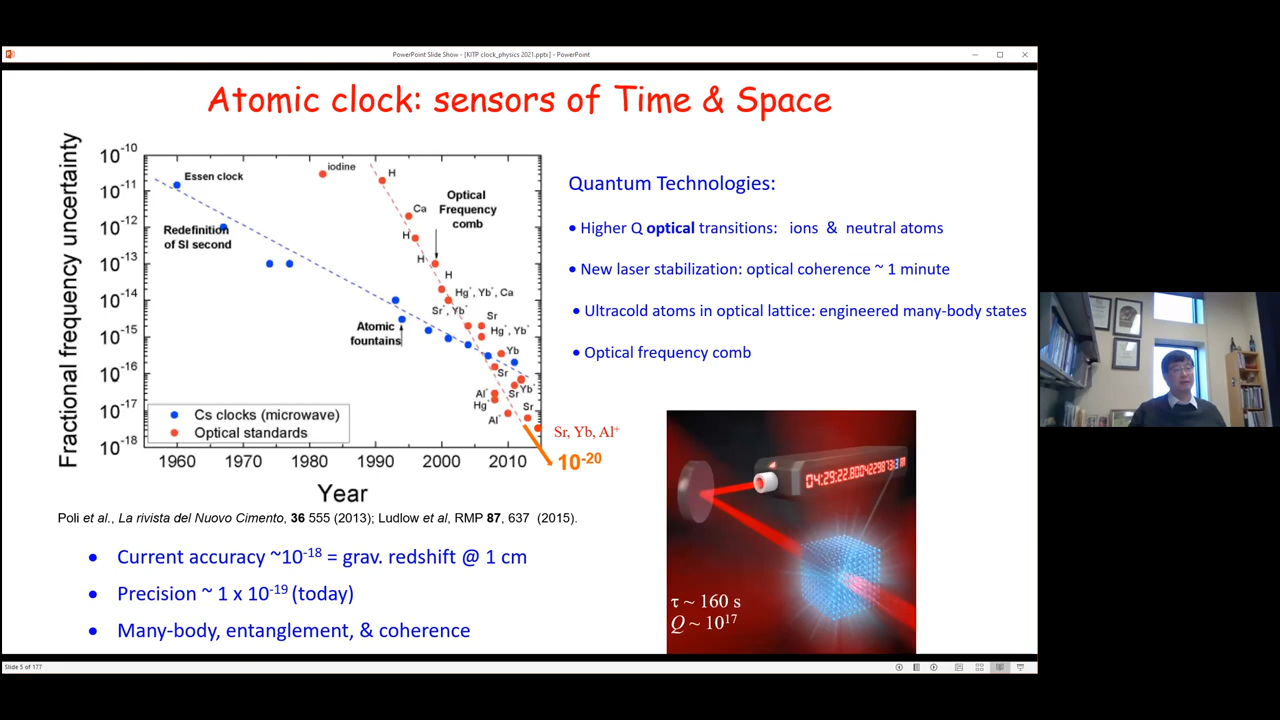 PowerPoint Slide Show - [KITP clock_physics 2021.pptx] - PowerPoint
Atomic clock: sensors of Time & Space
Fractional frequency uncertainty
10⁻¹⁰
10⁻¹¹
10⁻¹²
10⁻¹³
10⁻¹⁴
10⁻¹⁵
10⁻¹⁶
10⁻¹⁷
10⁻¹⁸
Essen clock
Redefinition
of SI second
iodine
H
Ca
H
H
H
Optical
Frequency
comb
Hg⁺, Yb⁺, Ca
Sr⁺, Yb⁺
Sr
Hg⁺, Yb⁺
Atomic
fountains
Yb
Sr
Al⁺
Hg⁺
Al⁺
Sr
Yb⁺
Sr
Cs clocks (microwave)
Optical standards
1960 1970 1980 1990 2000 2010
Year
Sr, Yb, Al⁺
10⁻²⁰
Poli et al., La rivista del Nuovo Cimento, 36 555 (2013); Ludlow et al, RMP 87, 637 (2015).
• Current accuracy ~10⁻¹⁸ = grav. redshift @ 1 cm
• Precision ~ 1 x 10⁻¹⁹ (today)
• Many-body, entanglement, & coherence
Quantum Technologies:
• Higher Q optical transitions: ions & neutral atoms
• New laser stabilization: optical coherence ~ 1 minute
• Ultracold atoms in optical lattice: engineered many-body states
• Optical frequency comb
τ ~ 160 s
Q ~ 10¹⁷
Slide 5 of 177